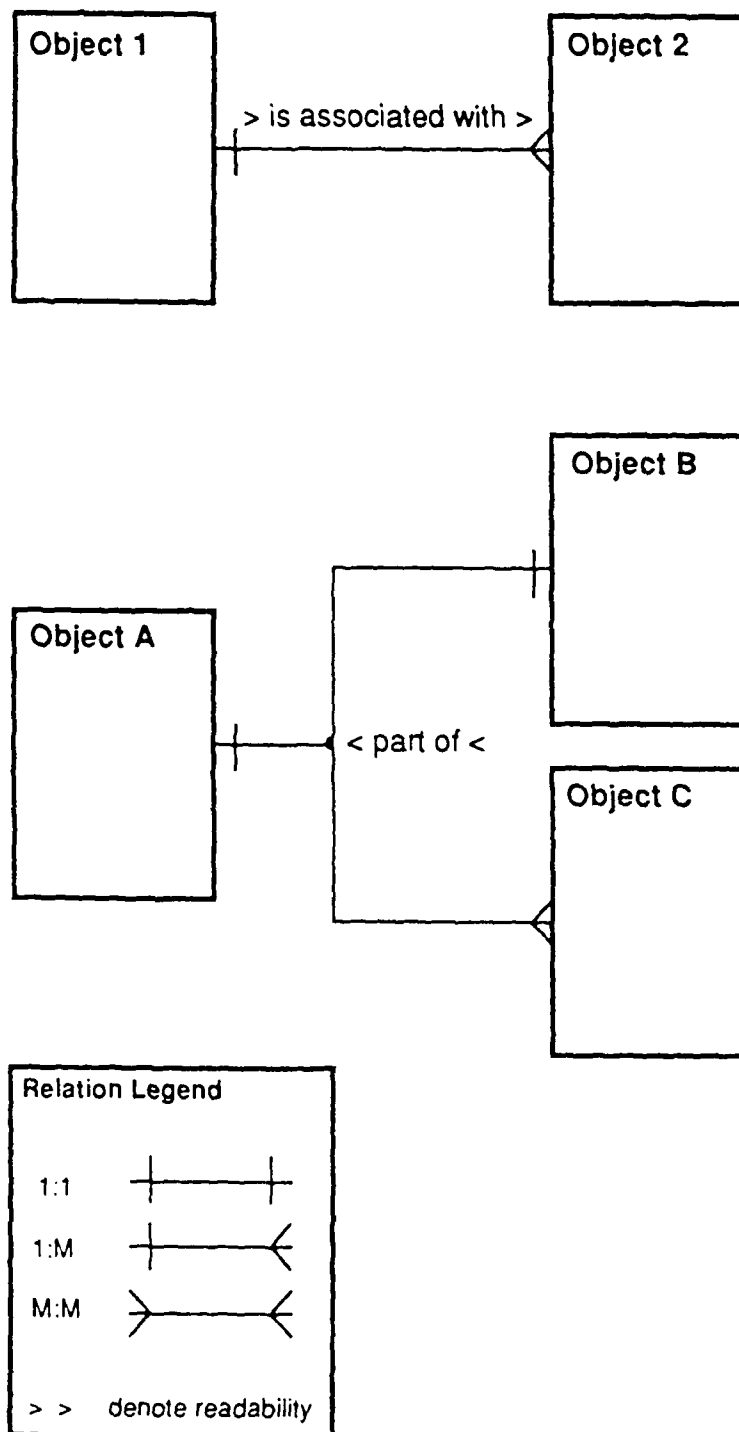 Object 1
Object 2
> is associated with >
Object B
Object A
< part of <
Object C
Relation Legend
1:1
1:M
M:M
> > denote readability